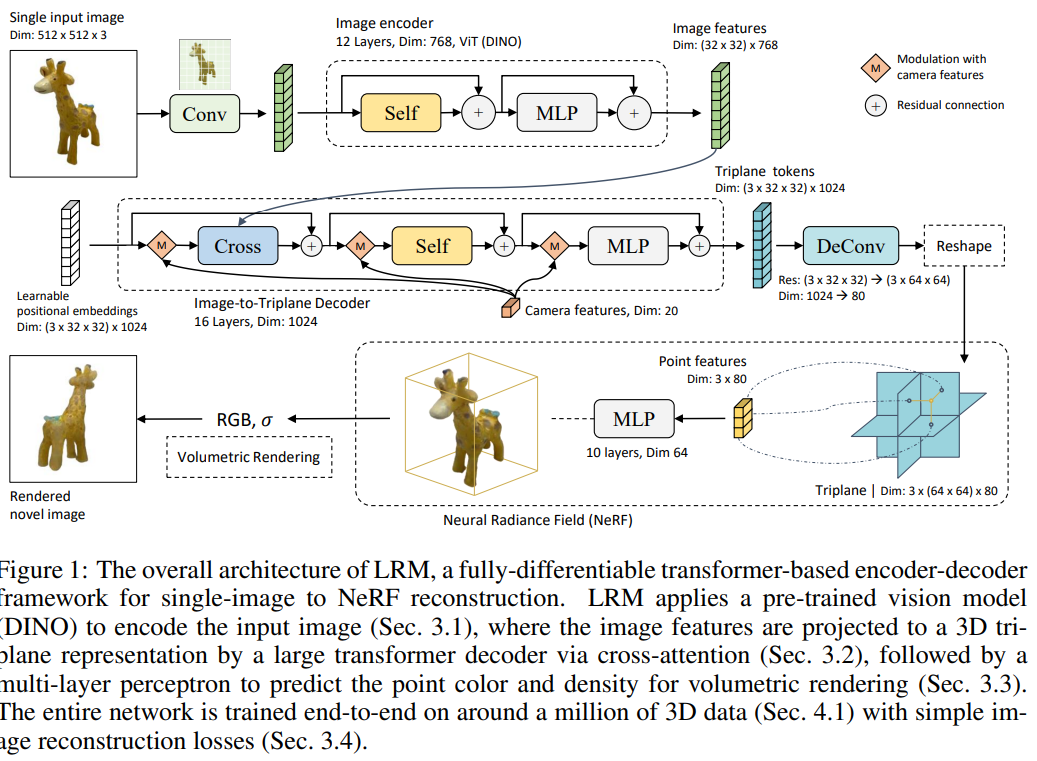 Single input image
Dim: 512 x 512 x 3
Image encoder
12 Layers, Dim: 768, ViT (DINO)
Image features
Dim: (32 x 32) x 768
M
Modulation with
camera features
+
Residual connection
Conv
Self
+
MLP
+
Triplane tokens
Dim: (3 x 32 x 32) x 1024
M
Cross
+
M
Self
+
M
MLP
+
DeConv
Reshape
Res: (3 x 32 x 32) → (3 x 64 x 64)
Dim: 1024 → 80
Learnable
positional embeddings
Dim: (3 x 32 x 32) x 1024
Image-to-Triplane Decoder
16 Layers, Dim: 1024
Camera features, Dim: 20
Point features
Dim: 3 x 80
RGB, σ
MLP
Volumetric Rendering
10 layers, Dim 64
Triplane | Dim: 3 x (64 x 64) x 80
Rendered
novel image
Neural Radiance Field (NeRF)
Figure 1: The overall architecture of LRM, a fully-differentiable transformer-based encoder-decoder
framework for single-image to NeRF reconstruction. LRM applies a pre-trained vision model
(DINO) to encode the input image (Sec. 3.1), where the image features are projected to a 3D tri-
plane representation by a large transformer decoder via cross-attention (Sec. 3.2), followed by a
multi-layer perceptron to predict the point color and density for volumetric rendering (Sec. 3.3).
The entire network is trained end-to-end on around a million of 3D data (Sec. 4.1) with simple im-
age reconstruction losses (Sec. 3.4).